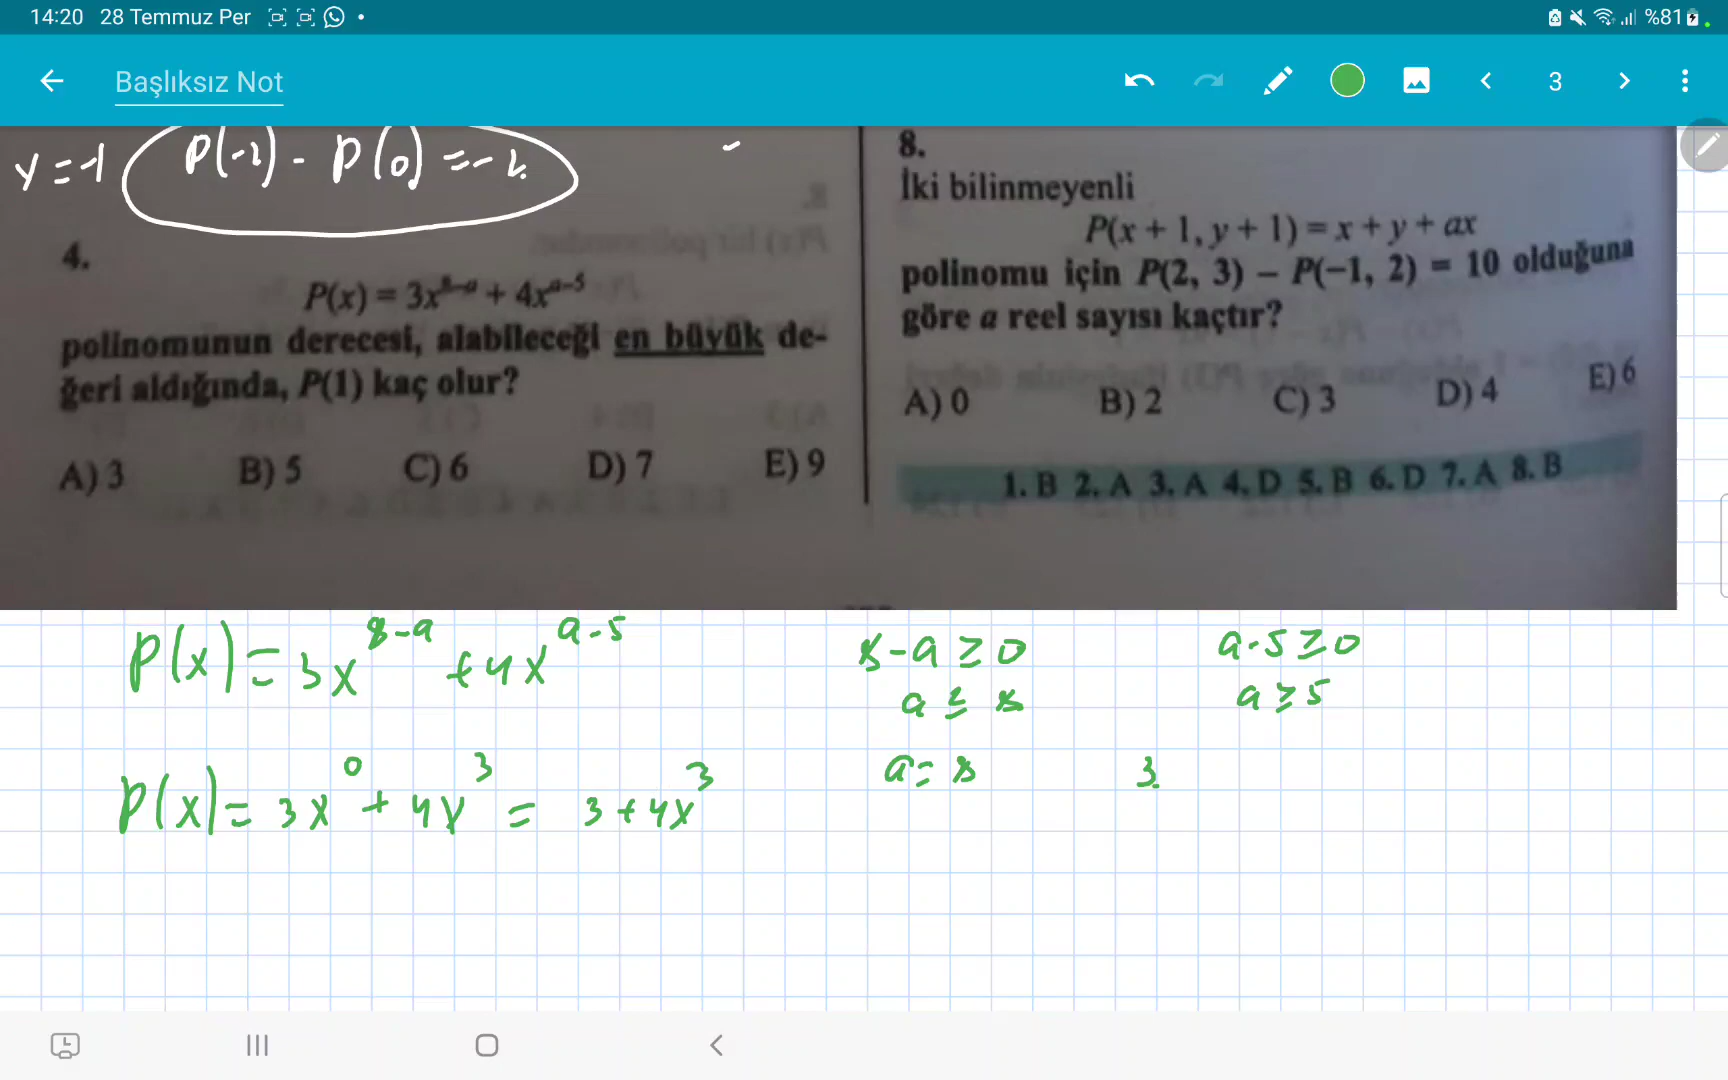 14:20 28 Temmuz Per %81
Başlıksız Not 3
y=-1 P(-2) - P(0) = -2
4.
P(x) = 3x^{8-a} + 4x^{a-5}
polinomunun derecesi, alabileceği en büyük de-
ğeri aldığında, P(1) kaç olur?
A) 3 B) 5 C) 6 D) 7 E) 9
8.
İki bilinmeyenli
P(x + 1, y + 1) = x + y + ax
polinomu için P(2, 3) – P(–1, 2) = 10 olduğuna
göre a reel sayısı kaçtır?
A) 0 B) 2 C) 3 D) 4 E) 6
1. B 2. A 3. A 4. D 5. B 6. D 7. A 8. B
P(x) = 3x^{8-a} + 4x^{a-5} 8-a ≥ 0 a-5 ≥ 0
a ≤ 8 a ≥ 5
P(x) = 3x^0 + 4x^3 = 3 + 4x^3 a = 8 3.